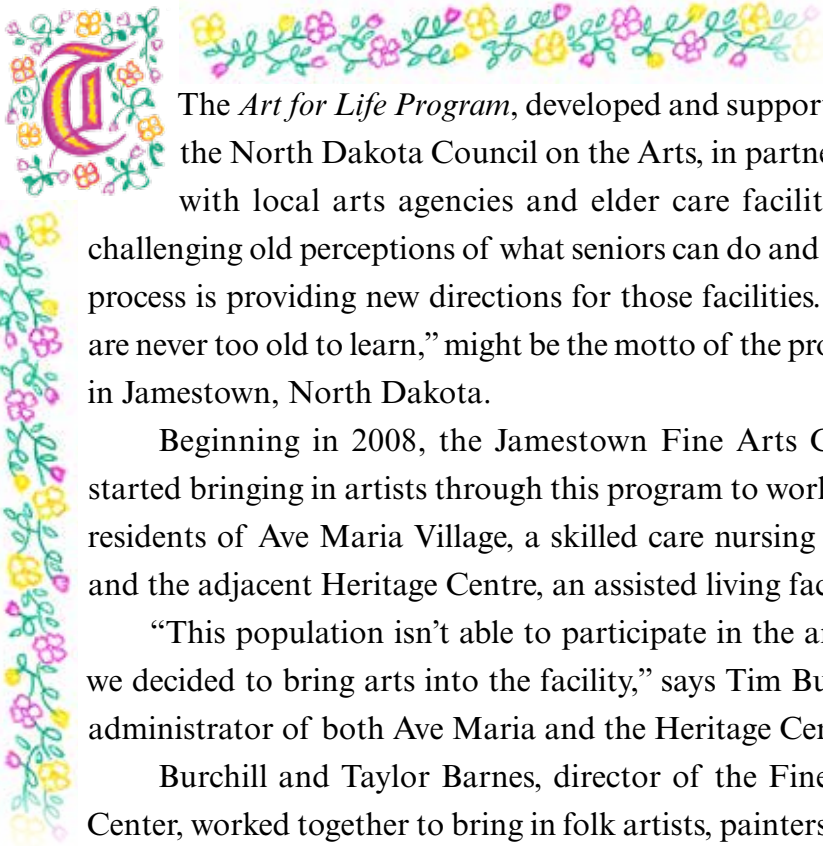 T
The Art for Life Program, developed and support
the North Dakota Council on the Arts, in partne
with local arts agencies and elder care facilit
challenging old perceptions of what seniors can do and
process is providing new directions for those facilities.
are never too old to learn,” might be the motto of the pro
in Jamestown, North Dakota.
Beginning in 2008, the Jamestown Fine Arts C
started bringing in artists through this program to work
residents of Ave Maria Village, a skilled care nursing
and the adjacent Heritage Centre, an assisted living fac
“This population isn’t able to participate in the ar
we decided to bring arts into the facility,” says Tim Bu
administrator of both Ave Maria and the Heritage Cen
Burchill and Taylor Barnes, director of the Fine
Center, worked together to bring in folk artists, painters